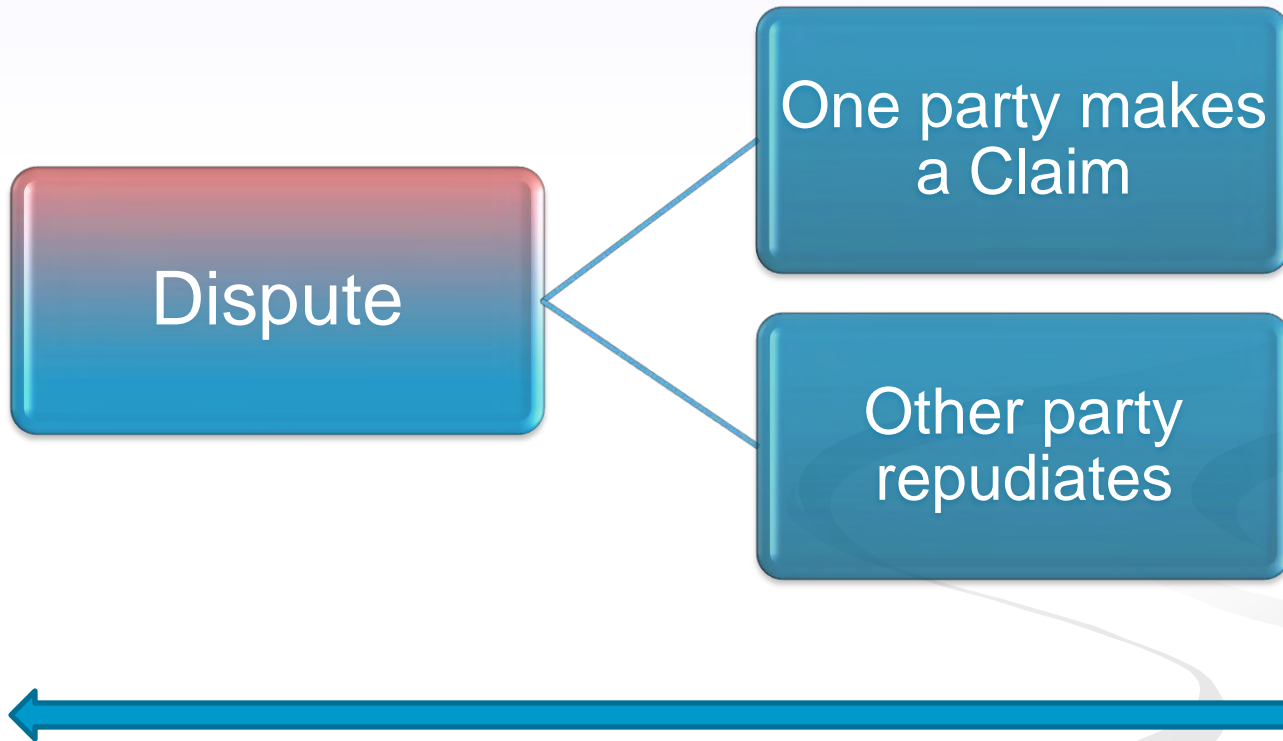 Dispute
One party makes
a Claim
Other party
repudiates